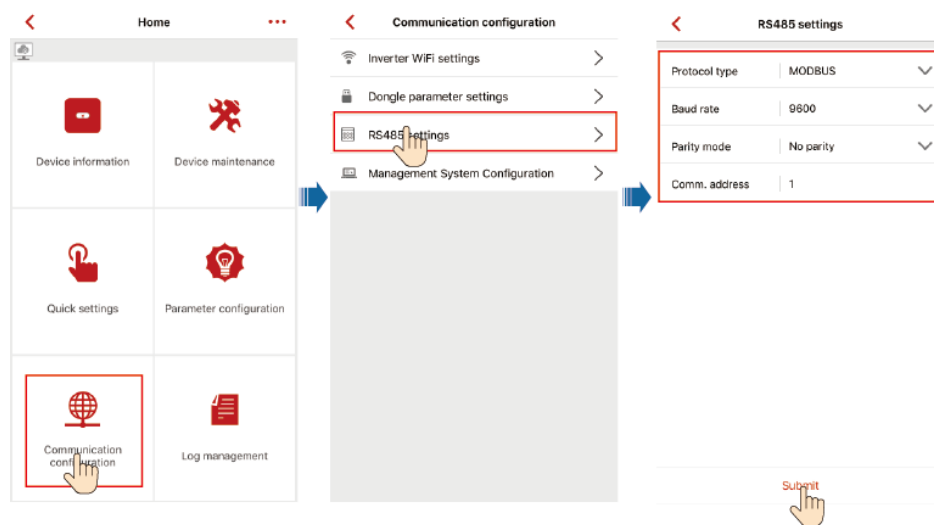 Home
Device information
Device maintenance
Quick settings
Parameter configuration
Communication
configuration
Log management
Communication configuration
Inverter WiFi settings
Dongle parameter settings
RS485 settings
Management System Configuration
RS485 settings
Protocol type MODBUS
Baud rate 9600
Parity mode No parity
Comm. address 1
Submit